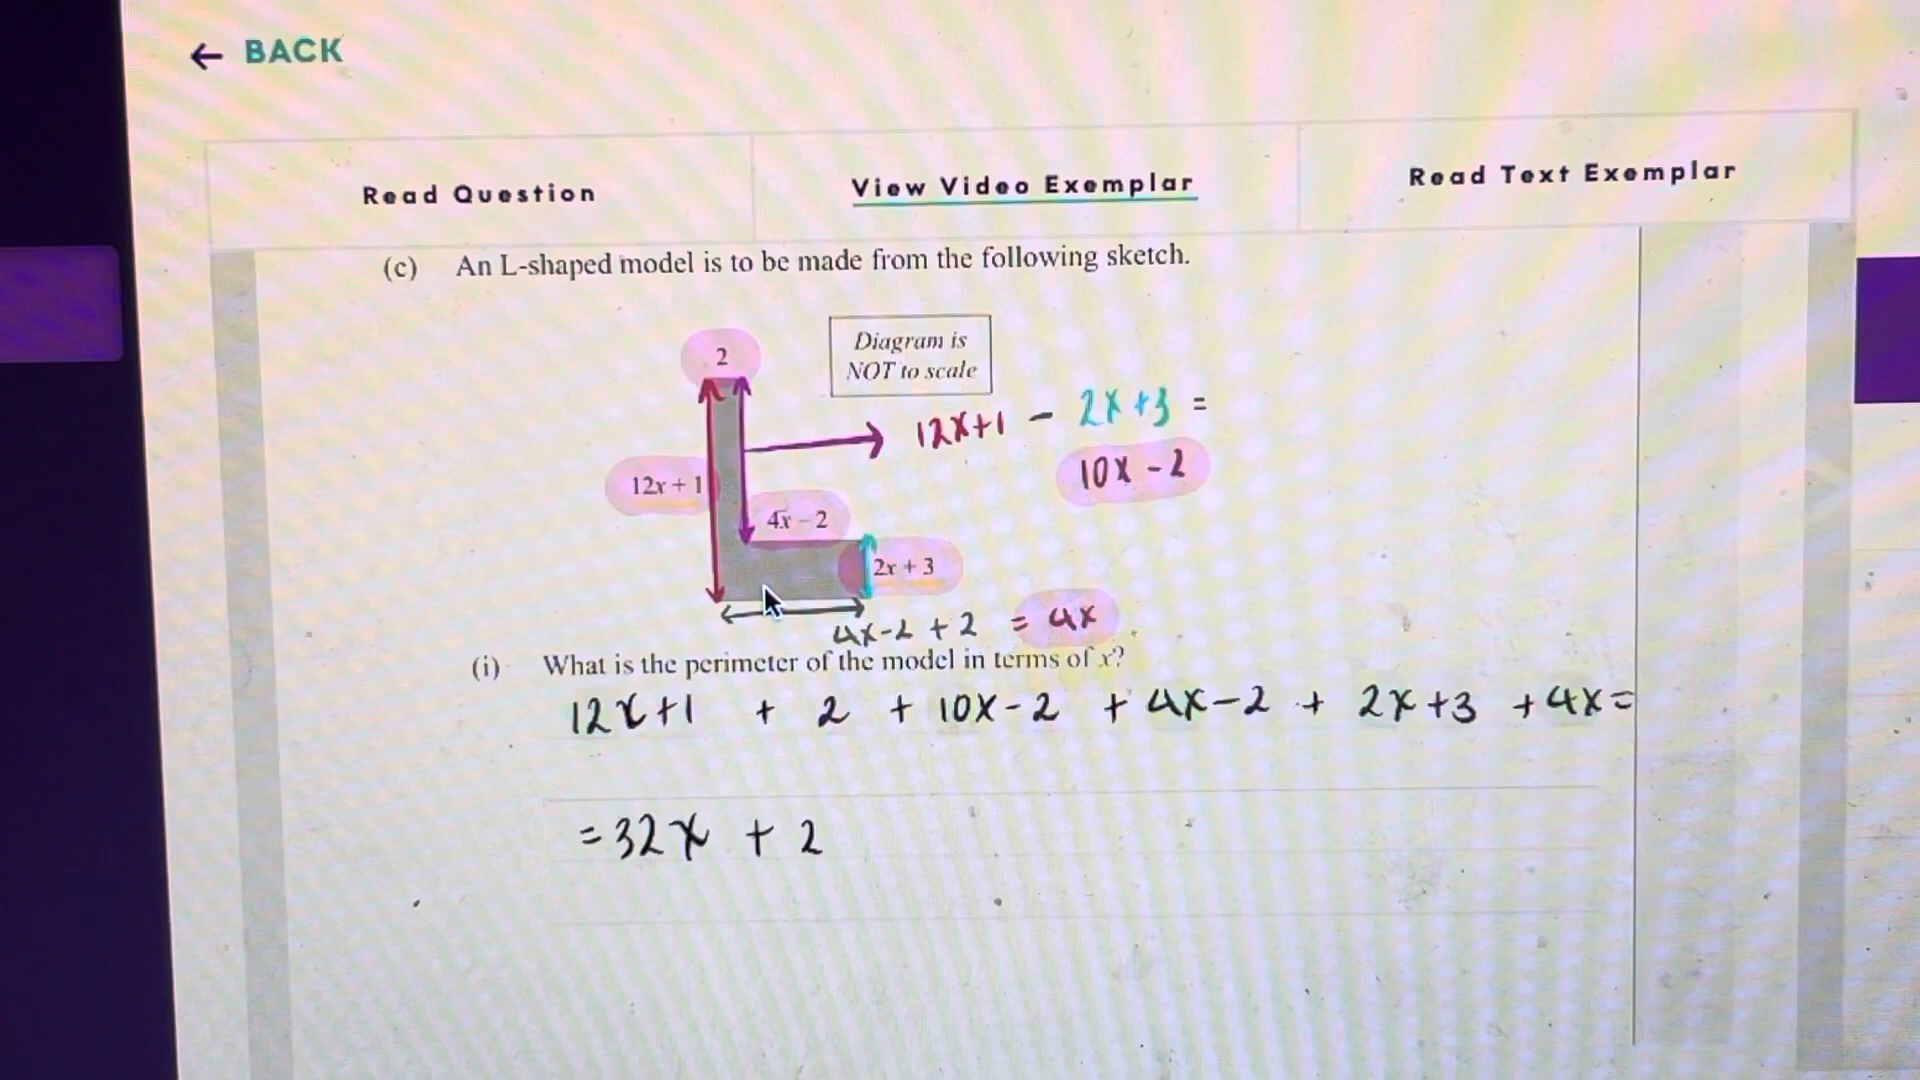 ← BACK
Read Question
View Video Exemplar
Read Text Exemplar
(c) An L-shaped model is to be made from the following sketch.
2
Diagram is
NOT to scale
12x+1 - 2x+3 =
10x-2
12x + 1
4x - 2
2x + 3
4x-2 + 2 = 4x
(i) What is the perimeter of the model in terms of x?
12x+1 + 2 + 10x-2 + 4x-2 + 2x+3 +4x=
=32x + 2